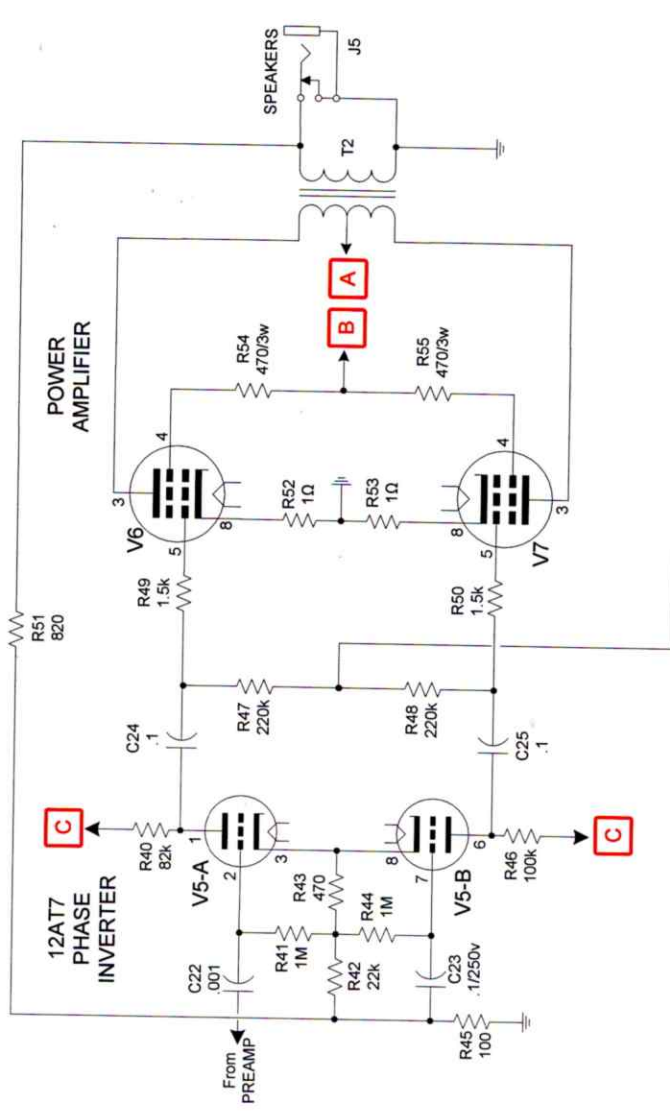 SPEAKERS
J5
T2
A
B
POWER
AMPLIFIER
R54
470/3w
R55
470/3w
4
4
3
3
V6
V7
8
8
R52
1Ω
R53
1Ω
5
5
R49
1.5k
R50
1.5k
R51
820
R47
220k
R48
220k
C24
.1
C25
.1
C
C
R40
82k
R46
100k
12AT7
PHASE
INVERTER
1
2
3
V5-A
8
7
6
V5-B
R43
470
R41
1M
R44
1M
R42
22k
C22
.001
C23
.1/250v
R45
100
From
PREAMP